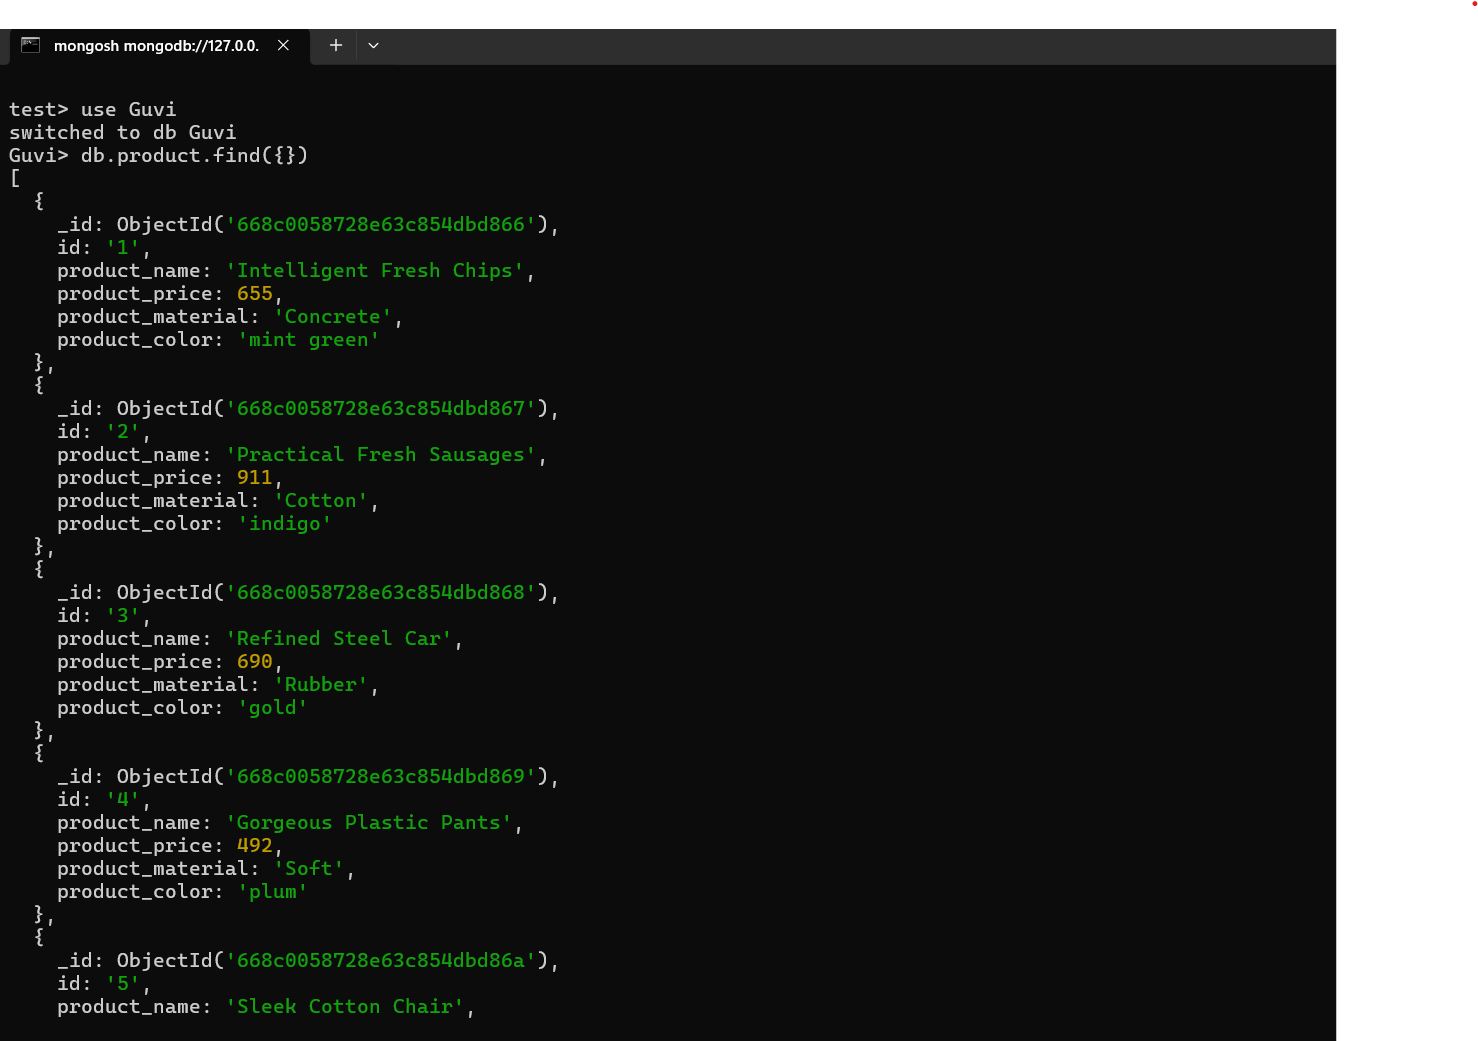 mongosh mongodb://127.0.0.
test> use Guvi
switched to db Guvi
Guvi> db.product.find({})
[
  {
    _id: ObjectId('668c0058728e63c854dbd866'),
    id: '1',
    product_name: 'Intelligent Fresh Chips',
    product_price: 655,
    product_material: 'Concrete',
    product_color: 'mint green'
  },
  {
    _id: ObjectId('668c0058728e63c854dbd867'),
    id: '2',
    product_name: 'Practical Fresh Sausages',
    product_price: 911,
    product_material: 'Cotton',
    product_color: 'indigo'
  },
  {
    _id: ObjectId('668c0058728e63c854dbd868'),
    id: '3',
    product_name: 'Refined Steel Car',
    product_price: 690,
    product_material: 'Rubber',
    product_color: 'gold'
  },
  {
    _id: ObjectId('668c0058728e63c854dbd869'),
    id: '4',
    product_name: 'Gorgeous Plastic Pants',
    product_price: 492,
    product_material: 'Soft',
    product_color: 'plum'
  },
  {
    _id: ObjectId('668c0058728e63c854dbd86a'),
    id: '5',
    product_name: 'Sleek Cotton Chair',